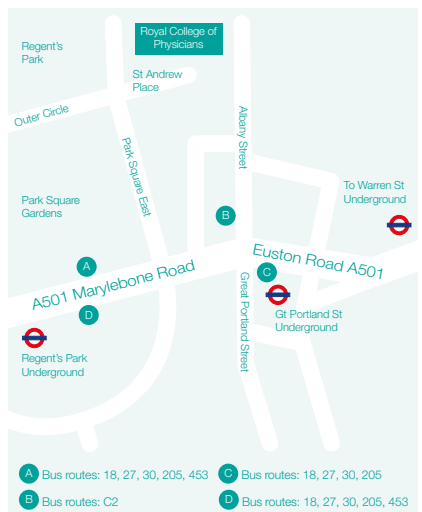 Royal College of
Physicians
Regent's
Park
St Andrew
Place
Outer Circle
Albany Street
Park Square East
To Warren St
Underground
Park Square
Gardens
B
Euston Road A501
A
C
A501 Marylebone Road
D
Great Portland Street
Gt Portland St
Underground
Regent's Park
Underground
A Bus routes: 18, 27, 30, 205, 453
C Bus routes: 18, 27, 30, 205
B Bus routes: C2
D Bus routes: 18, 27, 30, 205, 453